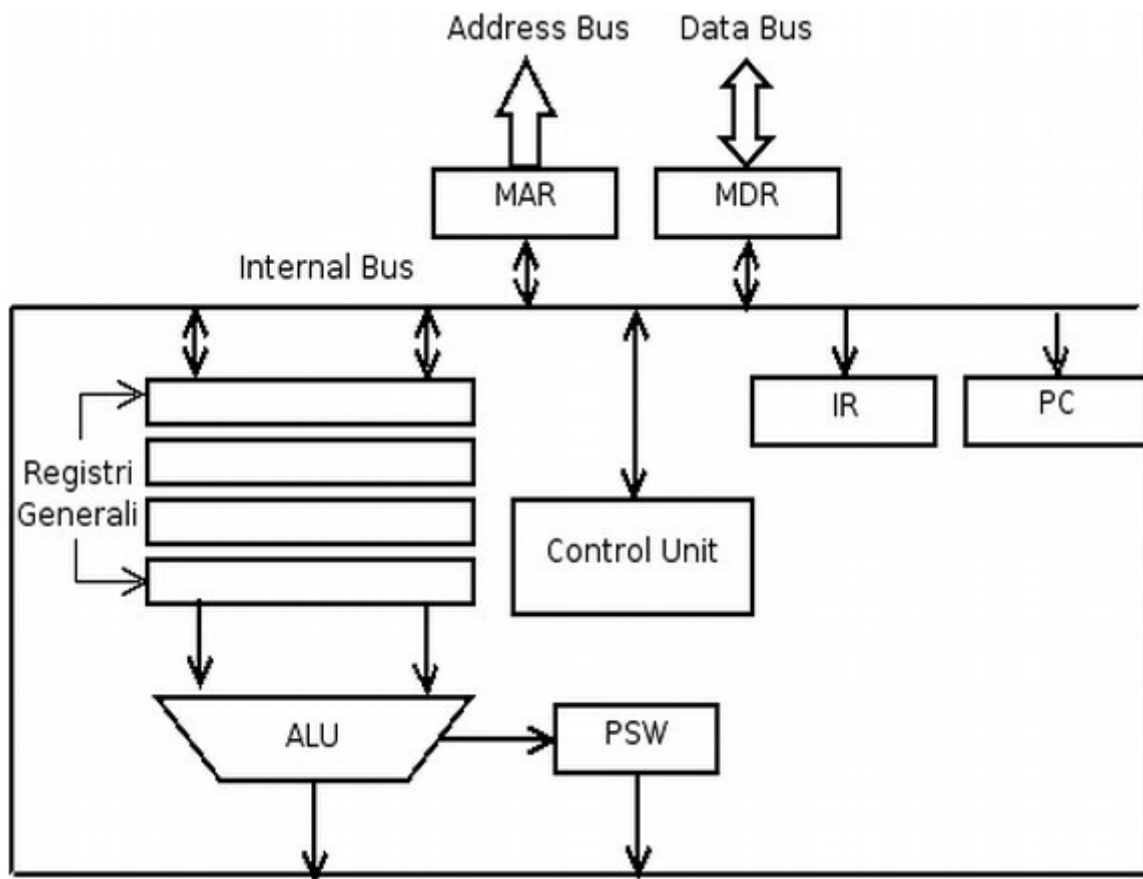 Address Bus
Data Bus
MAR
MDR
Internal Bus
IR
PC
Registri
Generali
Control Unit
ALU
PSW